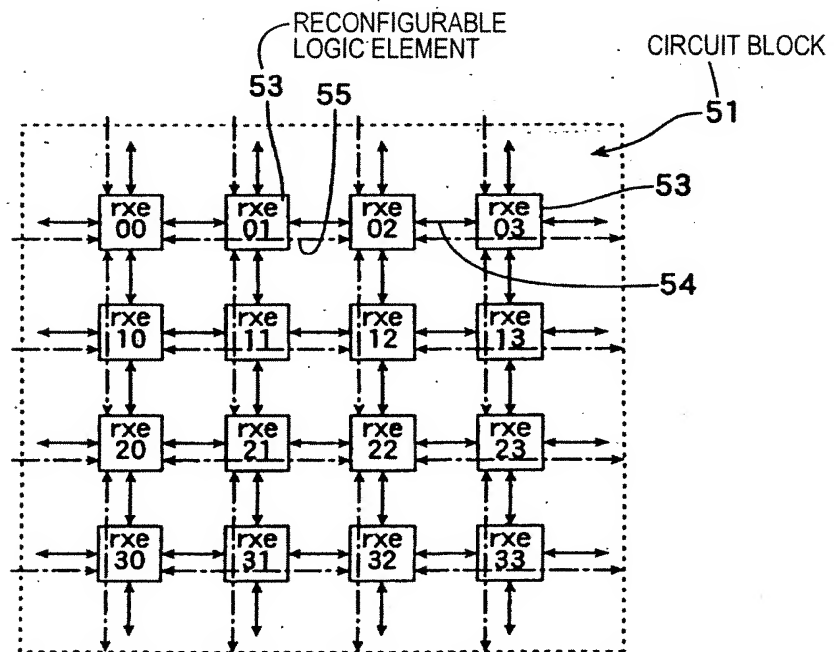 RECONFIGURABLE
LOGIC ELEMENT
CIRCUIT BLOCK
53
55
51
53
rxe
00
rxe
01
rxe
02
rxe
03
54
rxe
10
rxe
11
rxe
12
rxe
13
rxe
20
rxe
21
rxe
22
rxe
23
rxe
30
rxe
31
rxe
32
rxe
33